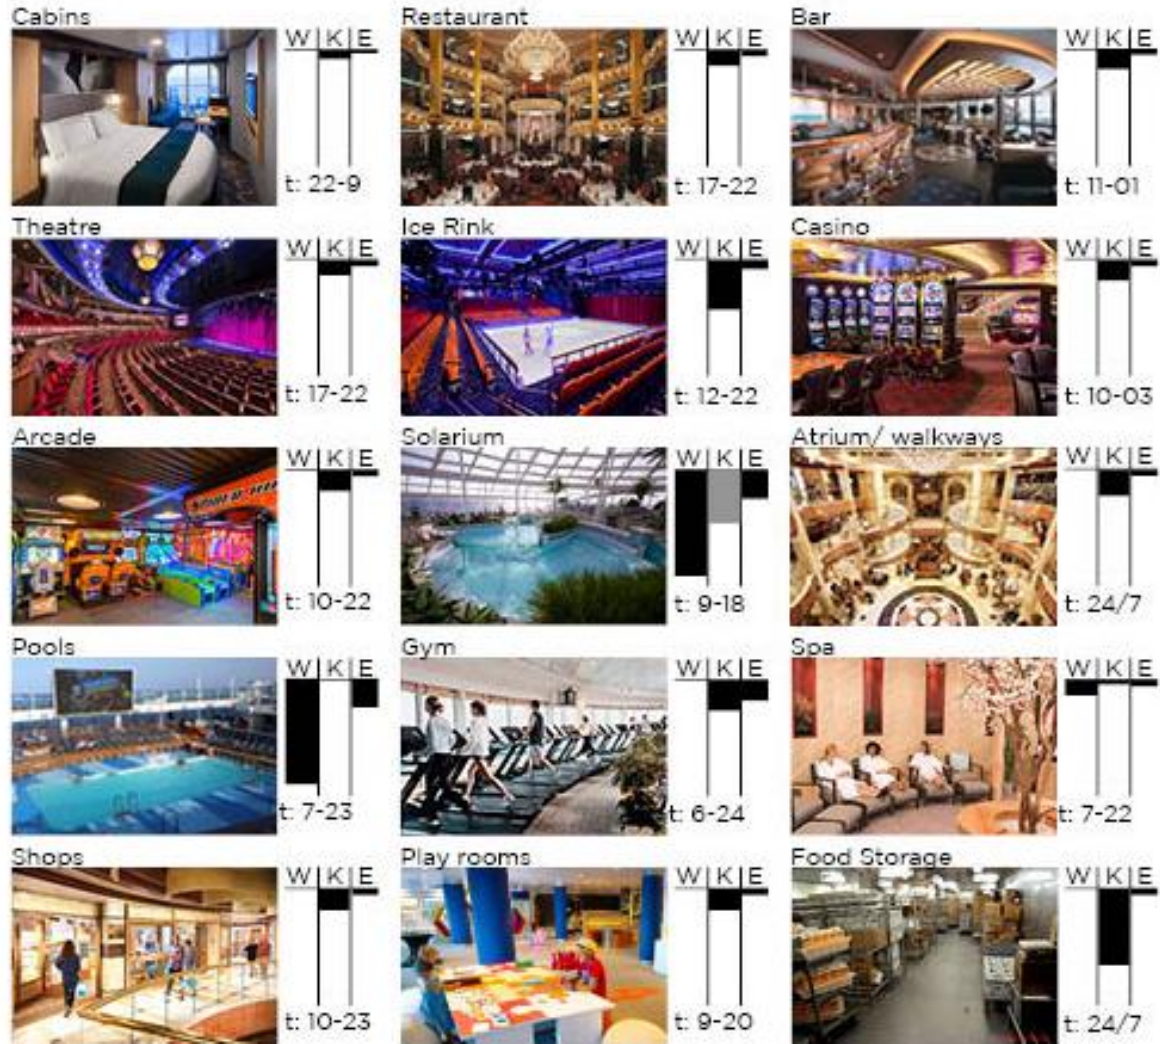 Cabins
W K E
t: 22-9
Restaurant
W K E
t: 17-22
Bar
W K E
t: 11-01
Theatre
W K E
t: 17-22
Ice Rink
W K E
t: 12-22
Casino
W K E
t: 10-03
Arcade
W K E
t: 10-22
Solarium
W K E
t: 9-18
Atrium/ walkways
W K E
t: 24/7
Pools
W K E
t: 7-23
Gym
W K E
t: 6-24
Spa
W K E
t: 7-22
Shops
W K E
t: 10-23
Play rooms
W K E
t: 9-20
Food Storage
W K E
t: 24/7